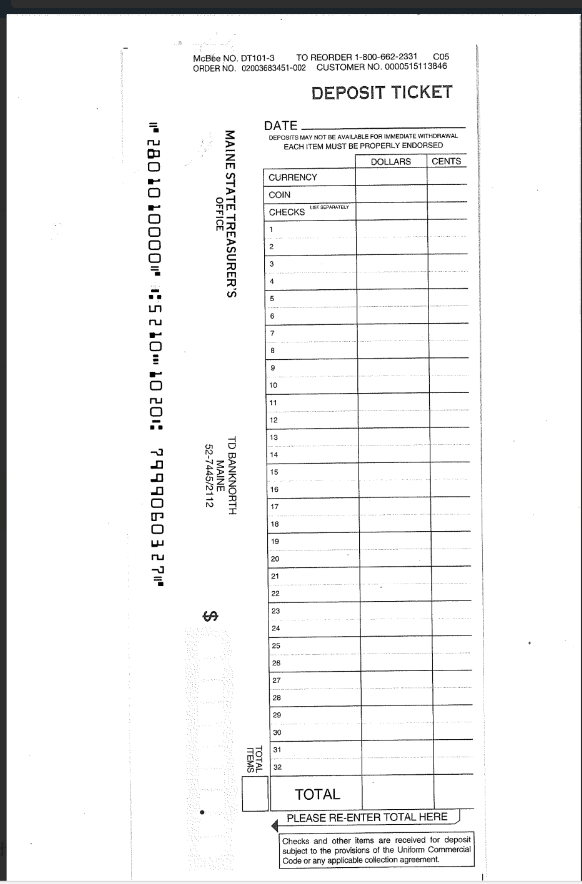 McBee NO. DT101-3 TO REORDER 1-800-662-2331 C05
ORDER NO. 02003683451-002 CUSTOMER NO. 0000515113846
DEPOSIT TICKET
DATE
DEPOSITS MAY NOT BE AVAILABLE FOR IMMEDIATE WITHDRAWAL
EACH ITEM MUST BE PROPERLY ENDORSED
DOLLARS CENTS
CURRENCY
COIN
CHECKS LIST SEPARATELY
1
2
3
4
5
6
7
8
9
10
11
12
13
14
15
16
17
18
19
20
21
22
23
24
25
26
27
28
29
30
31
32
TOTAL
PLEASE RE-ENTER TOTAL HERE
Checks and other items are received for deposit
subject to the provisions of the Uniform Commercial
Code or any applicable collection agreement.
TOTAL
ITEMS
MAINE STATE TREASURER'S
OFFICE
TD BANKNORTH
MAINE
52-7445/2112
$